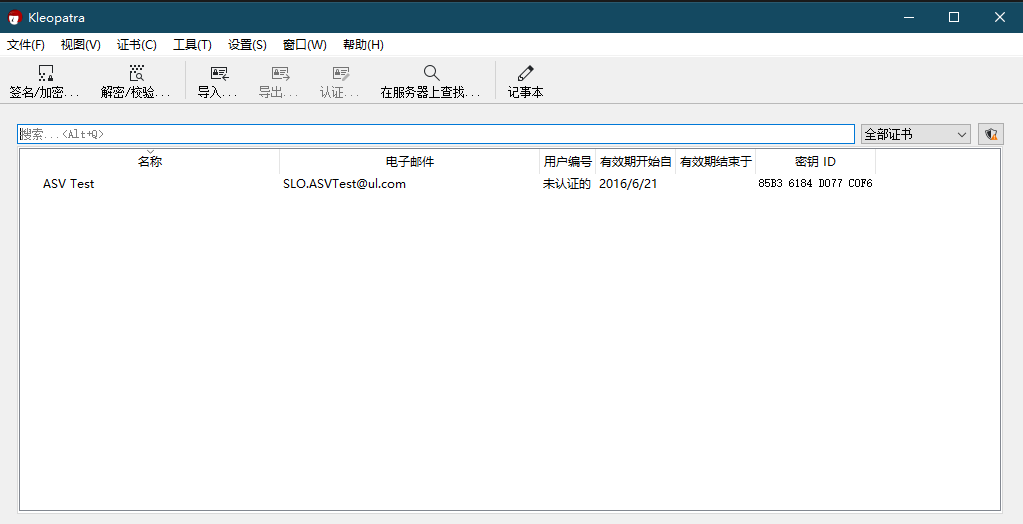 Kleopatra
文件(F) 视图(V) 证书(C) 工具(T) 设置(S) 窗口(W) 帮助(H)
签名/加密... 解密/校验... 导入... 导出... 认证... 在服务器上查找... 记事本
搜索...<Alt+Q> 全部证书
名称 电子邮件 用户编号 有效期开始自 有效期结束于 密钥 ID
ASV Test SLO.ASVTest@ul.com 未认证的 2016/6/21 85B3 6184 D077 C0F6